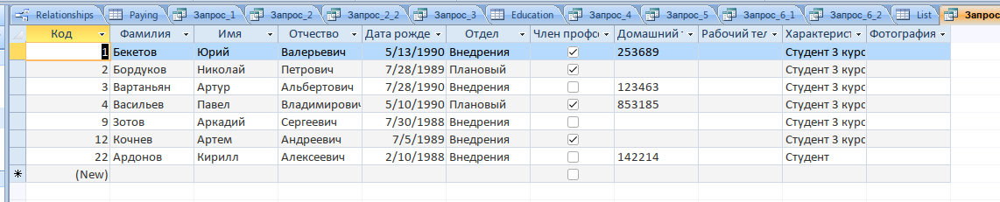 Relationships Paying Запрос_1 Запрос_2 Запрос_2_2 Запрос_3 Education Запрос_4 Запрос_5 Запрос_6_1 Запрос_6_2 List Запрос
Код Фамилия Имя Отчество Дата рожде Отдел Член профс Домашний т Рабочий тел Характерист Фотография
1 Бекетов Юрий Валерьевич 5/13/1990 Внедрения 253689 Студент 3 курс
2 Бордуков Николай Петрович 7/28/1989 Плановый Студент 3 курс
3 Вартаньян Артур Альбертович 7/28/1990 Внедрения 123463 Студент 3 курс
4 Васильев Павел Владимирович 5/10/1990 Плановый 853185 Студент 3 курс
9 Зотов Аркадий Сергеевич 7/30/1988 Внедрения Студент 3 курс
12 Кочнев Артем Андреевич 7/5/1989 Внедрения Студент 3 курс
22 Ардонов Кирилл Алексеевич 2/10/1988 Внедрения 142214 Студент
(New)